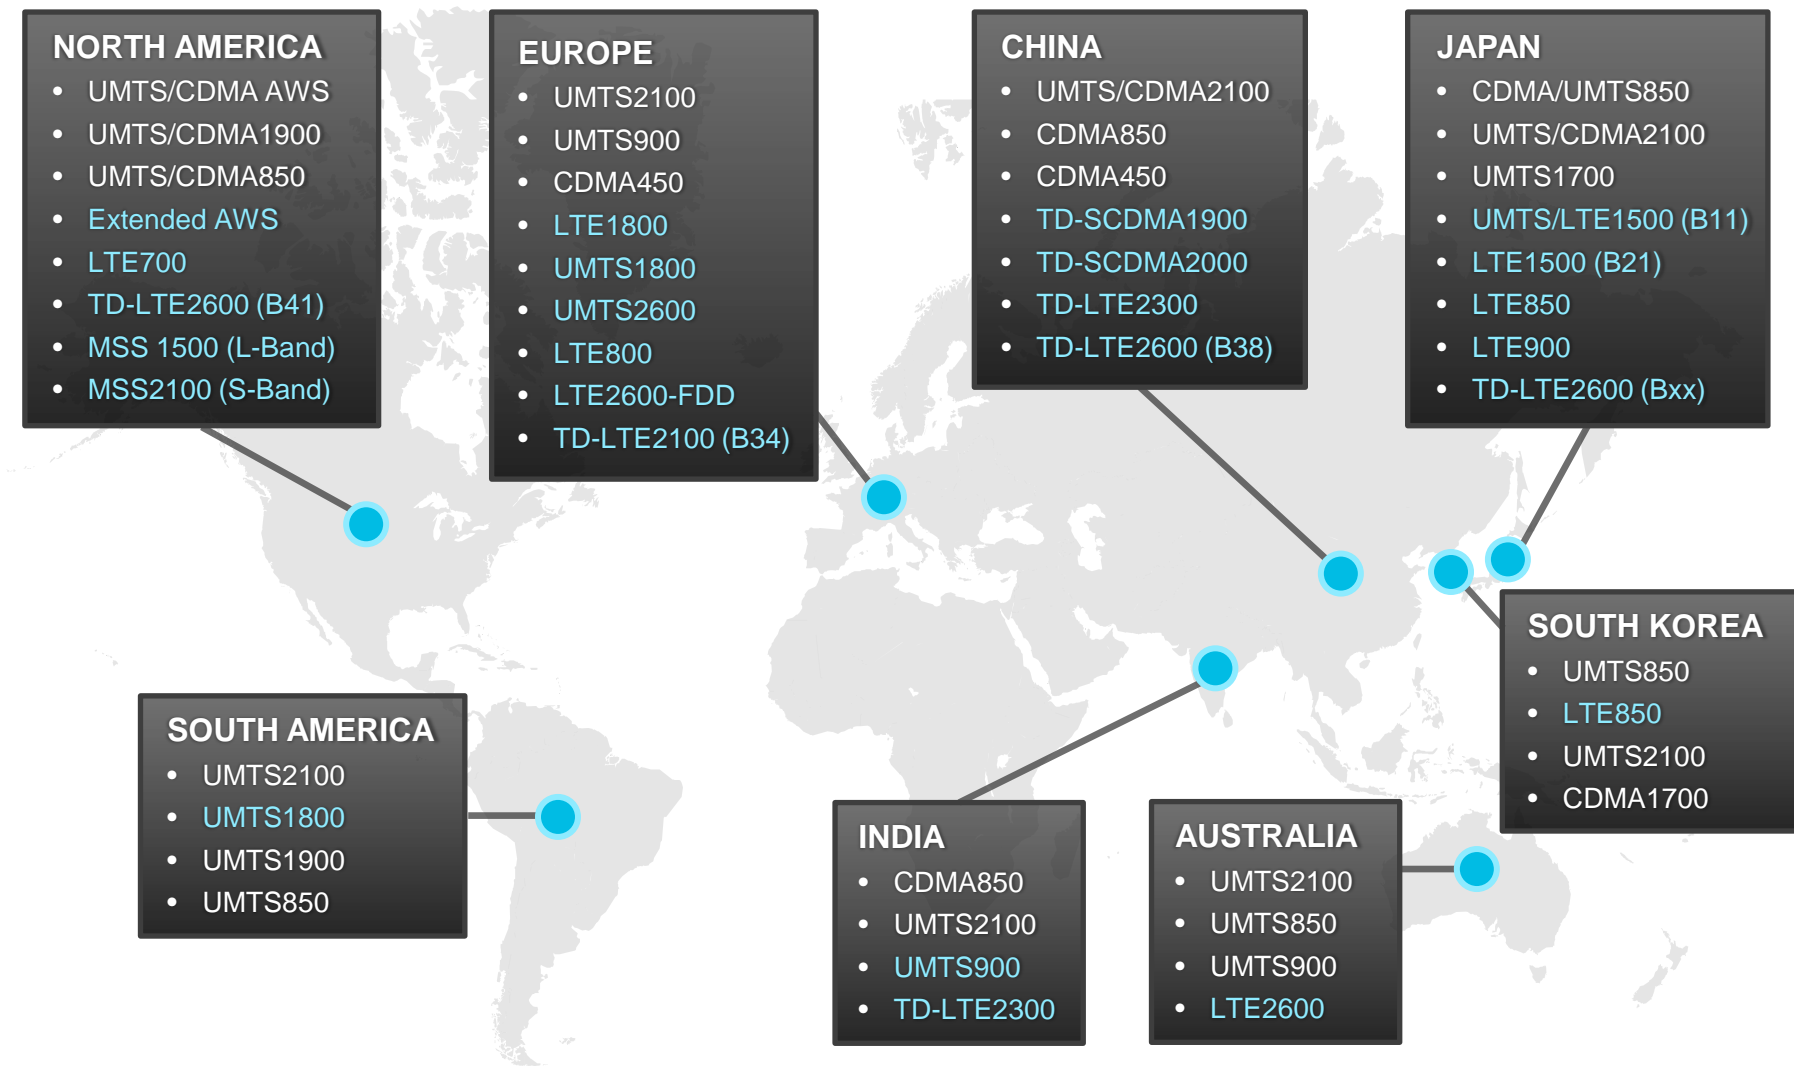 NORTH AMERICA
• UMTS/CDMA AWS
• UMTS/CDMA1900
• UMTS/CDMA850
• Extended AWS
• LTE700
• TD-LTE2600 (B41)
• MSS 1500 (L-Band)
• MSS2100 (S-Band)
EUROPE
• UMTS2100
• UMTS900
• CDMA450
• LTE1800
• UMTS1800
• UMTS2600
• LTE800
• LTE2600-FDD
• TD-LTE2100 (B34)
CHINA
• UMTS/CDMA2100
• CDMA850
• CDMA450
• TD-SCDMA1900
• TD-SCDMA2000
• TD-LTE2300
• TD-LTE2600 (B38)
JAPAN
• CDMA/UMTS850
• UMTS/CDMA2100
• UMTS1700
• UMTS/LTE1500 (B11)
• LTE1500 (B21)
• LTE850
• LTE900
• TD-LTE2600 (Bxx)
SOUTH KOREA
• UMTS850
• LTE850
• UMTS2100
• CDMA1700
SOUTH AMERICA
• UMTS2100
• UMTS1800
• UMTS1900
• UMTS850
INDIA
• CDMA850
• UMTS2100
• UMTS900
• TD-LTE2300
AUSTRALIA
• UMTS2100
• UMTS850
• UMTS900
• LTE2600